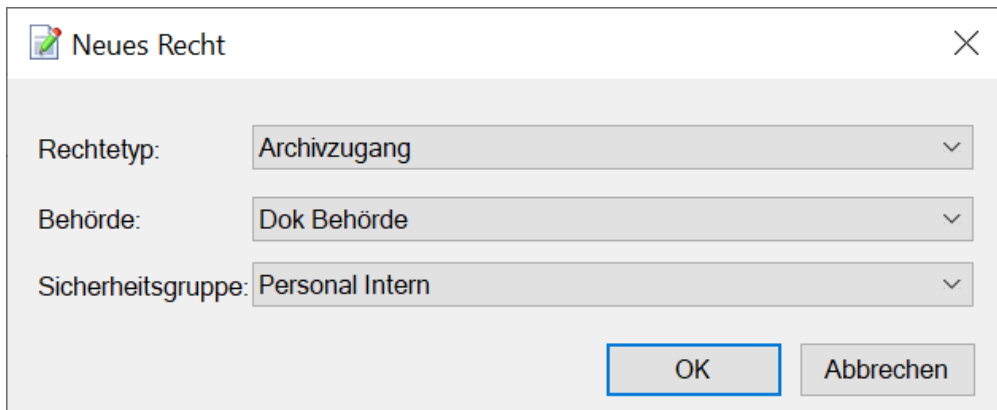 Neues Recht
Rechtetyp: Archivzugang
Behörde: Dok Behörde
Sicherheitsgruppe: Personal Intern
OK Abbrechen